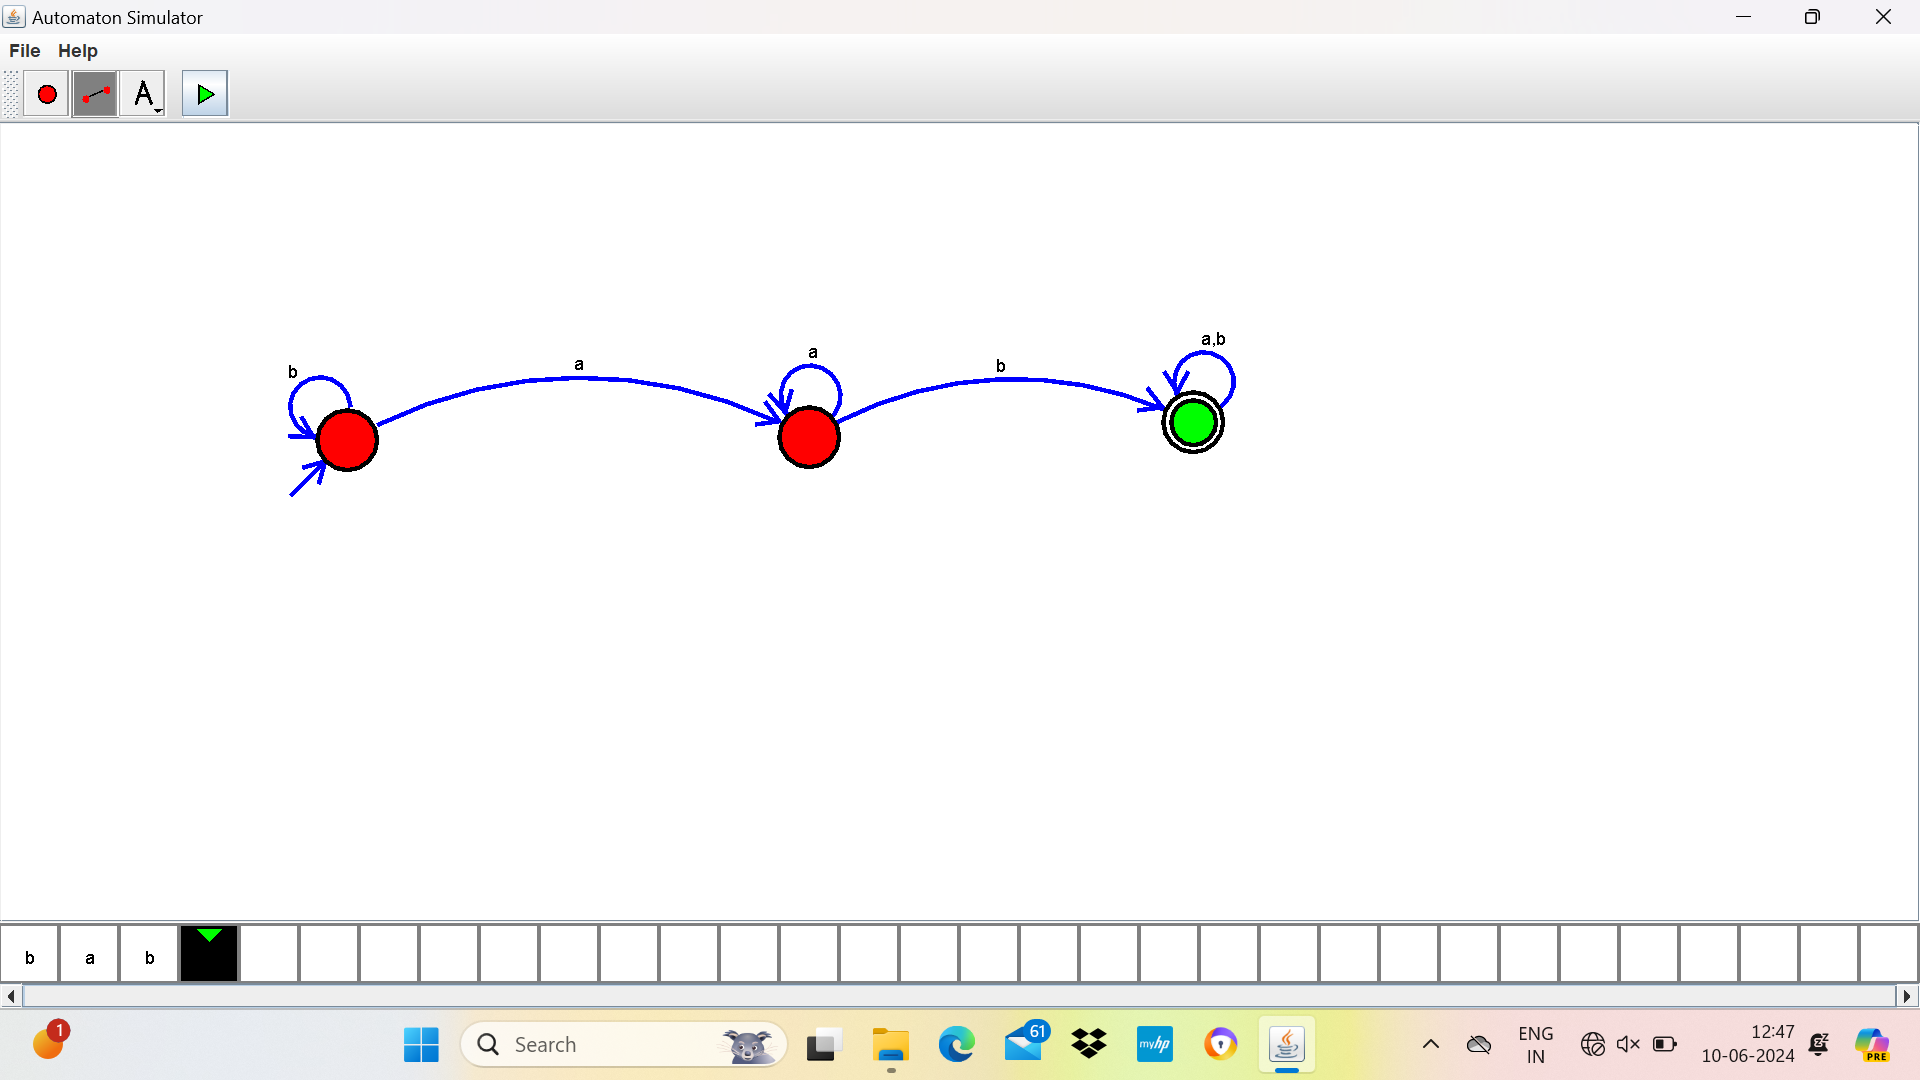 Automaton Simulator
File Help
A
a,b
a
a
b
b
b a b
1
Search
61
myhp
ENG
IN
12:47
10-06-2024
PRE